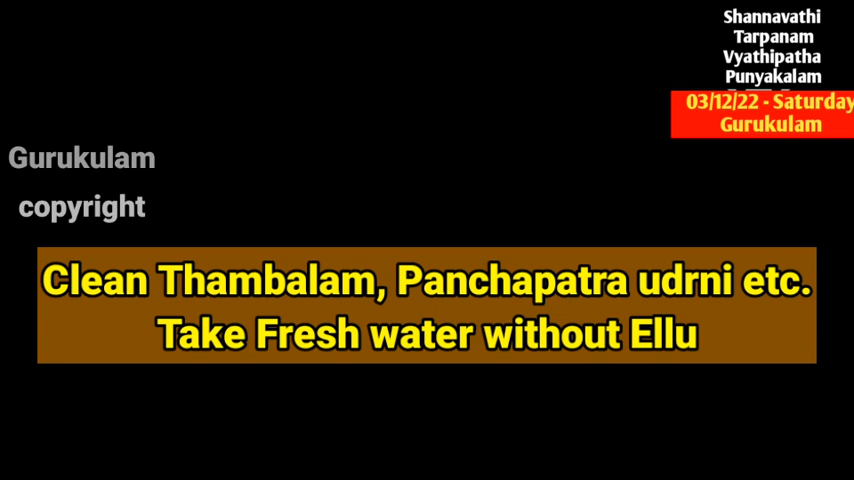 Shannavathi
Tarpanam
Vyathipatha
Punyakalam
03/12/22 - Saturday
Gurukulam
Gurukulam
copyright
Clean Thambalam, Panchapatra udrni etc.
Take Fresh water without Ellu